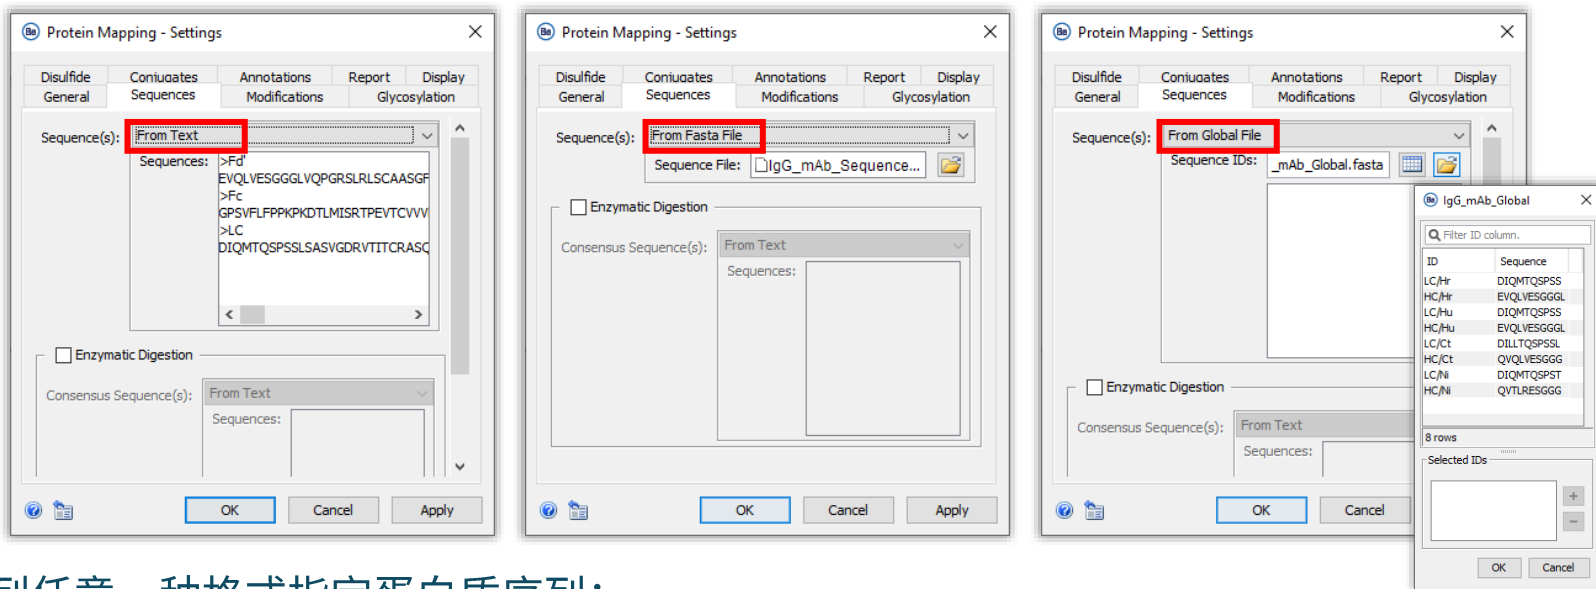 Protein Mapping - Settings
Disulfide Conjugates Annotations Report Display
General Sequences Modifications Glycosylation
Sequence(s): From Text
Sequences: >Fd'
EVQLVESGGGLVQPGRSLRLSCAASGF
>Fc
GPSVFLFPPKPKDTLMISRTPEVTCVVV
>LC
DIQMTQSPSSLSASVGDRVTITCRASQ
Enzymatic Digestion
Consensus Sequence(s): From Text
Sequences:
OK Cancel Apply
Protein Mapping - Settings
Disulfide Conjugates Annotations Report Display
General Sequences Modifications Glycosylation
Sequence(s): From Fasta File
Sequence File: IgG_mAb_Sequence...
Enzymatic Digestion
Consensus Sequence(s): From Text
Sequences:
OK Cancel Apply
Protein Mapping - Settings
Disulfide Conjugates Annotations Report Display
General Sequences Modifications Glycosylation
Sequence(s): From Global File
Sequence IDs: _mAb_Global.fasta
Enzymatic Digestion
Consensus Sequence(s): From Text
Sequences:
OK Cancel
IgG_mAb_Global
Filter ID column.
ID Sequence
LC/Hr DIQMTQSPSS
HC/Hr EVQLVESGGGL
LC/Hu DIQMTQSPSS
HC/Hu EVQLVESGGGL
LC/Ct DILLTQSPSSL
HC/Ct QVQLVESGGG
LC/Ni DIQMTQSPST
HC/Ni QVTLRESGGG
8 rows
Selected IDs
OK Cancel